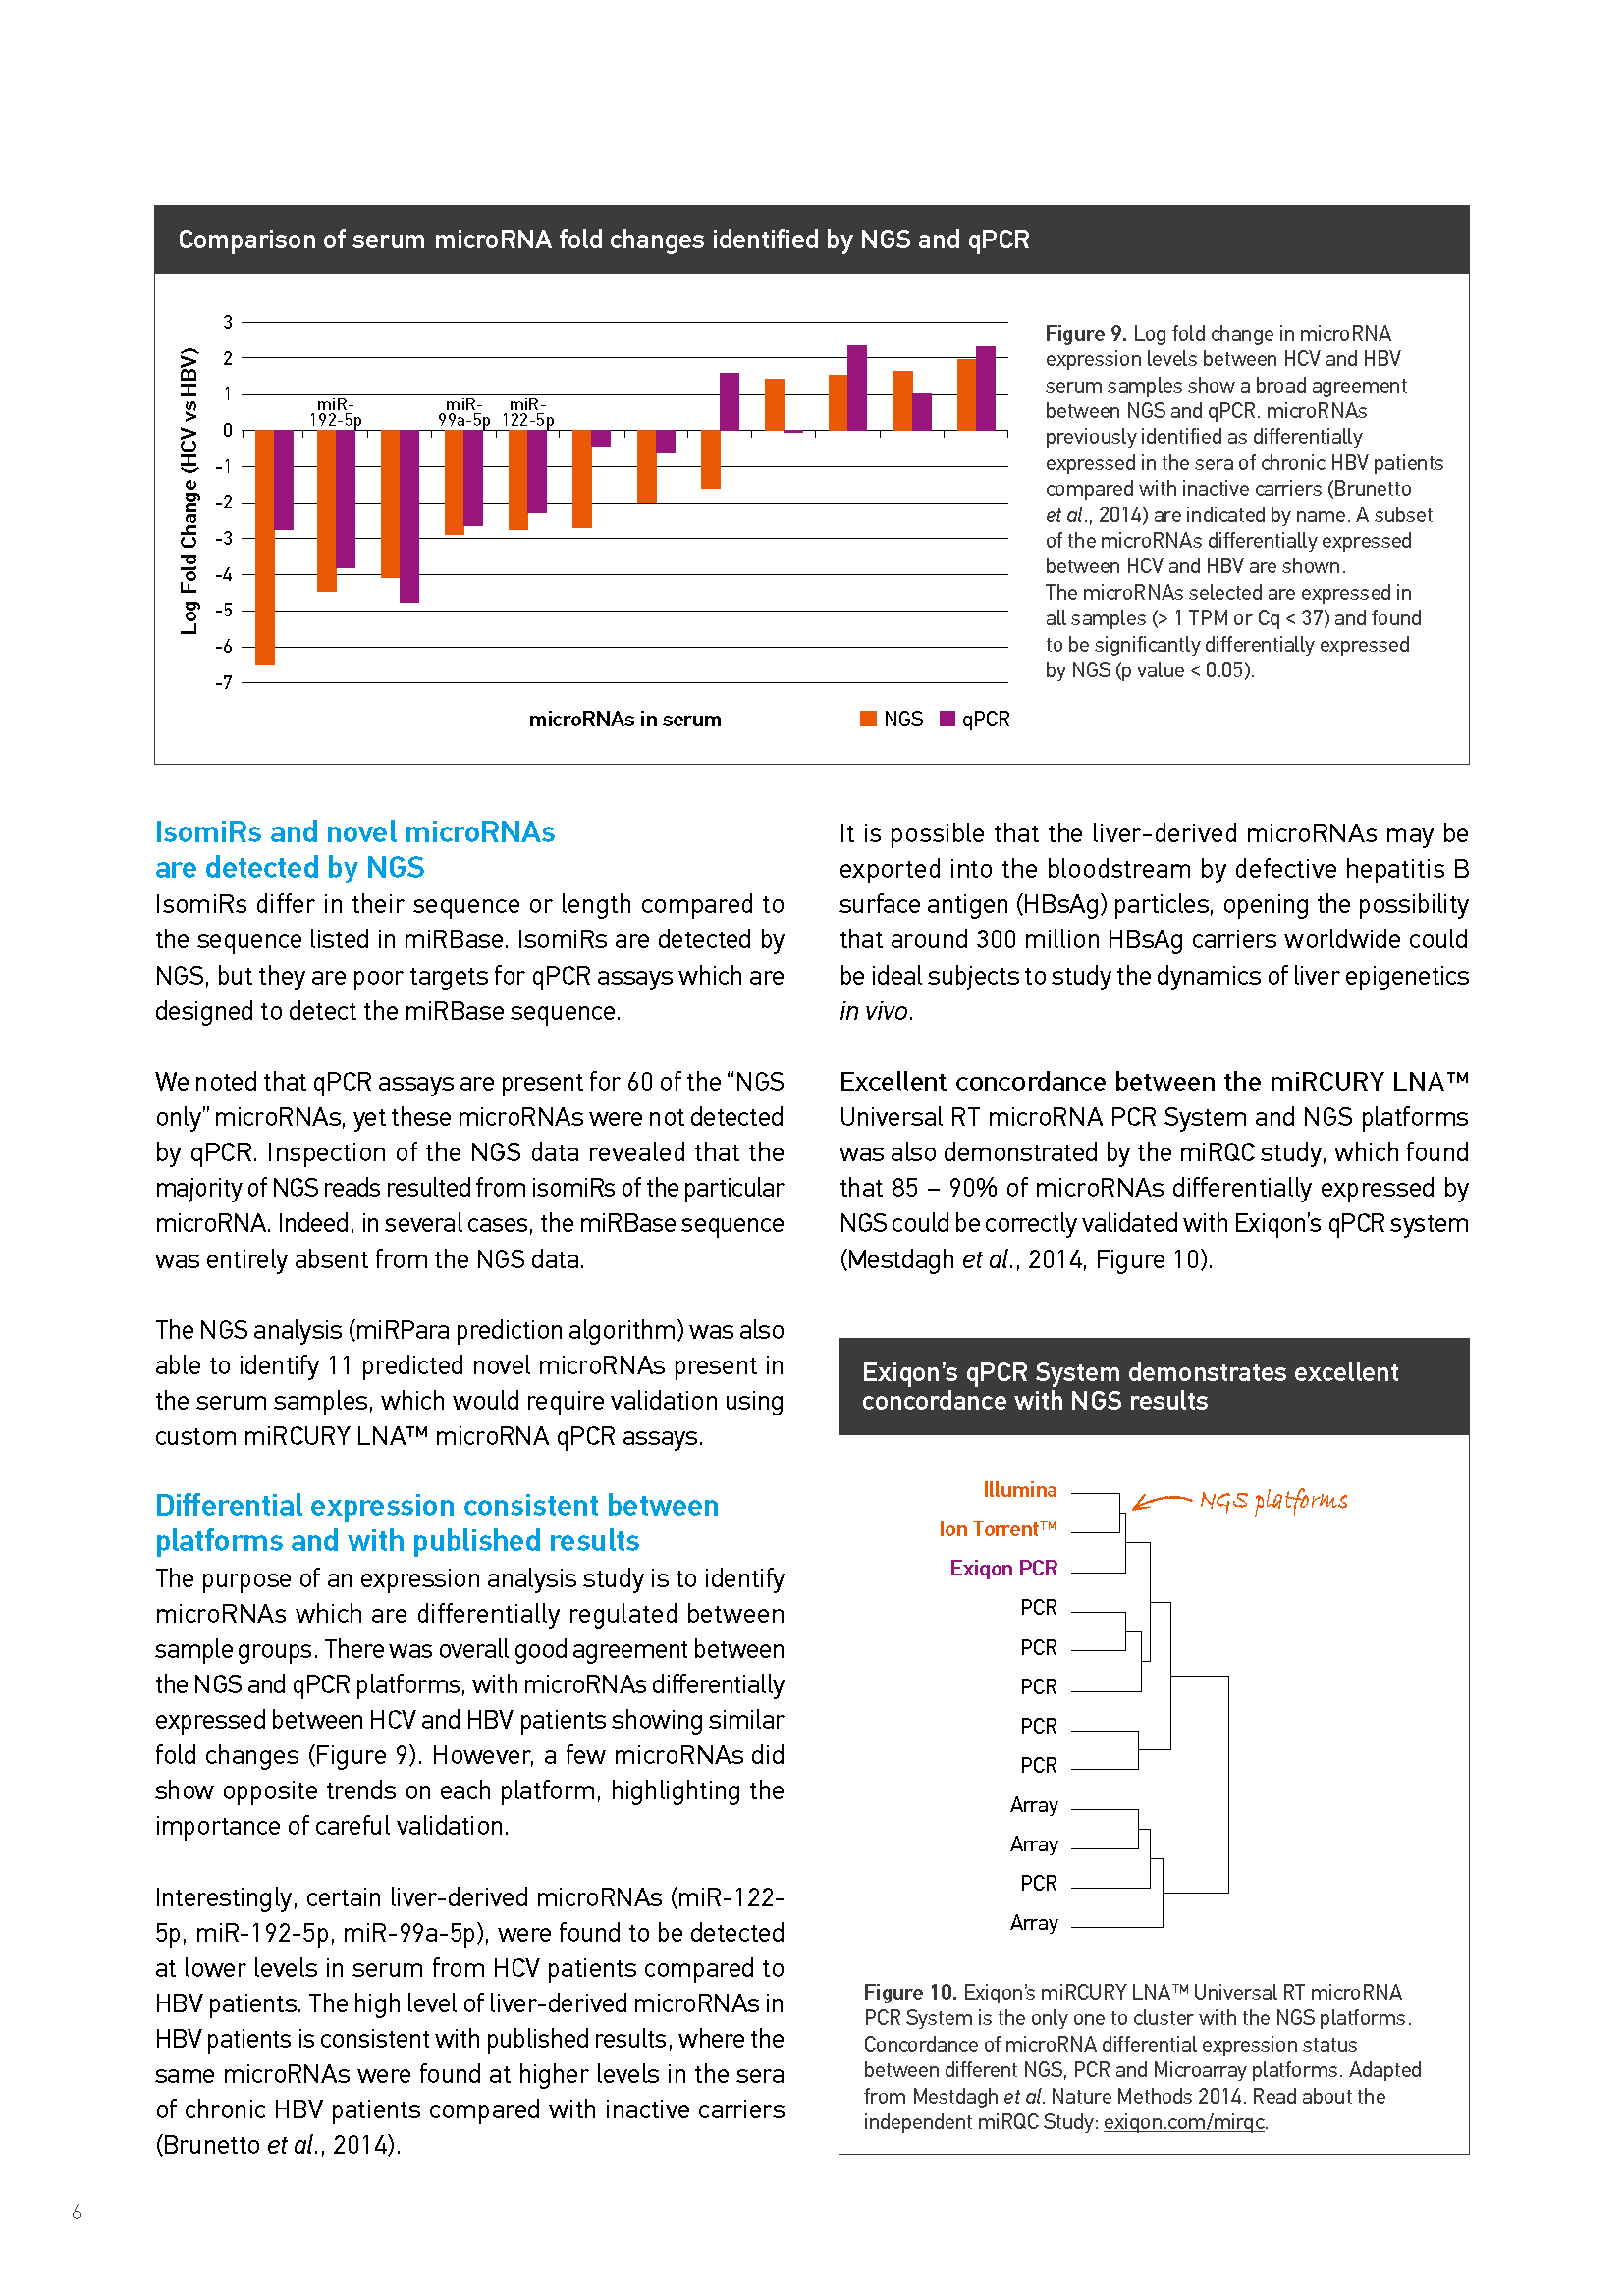 Comparison of serum microRNA fold changes identified by NGS and qPCR
Log Fold Change (HCV vs HBV)
3
2
1
0
-1
-2
-3
-4
-5
-6
-7
miR-
192-5p
miR-
99a-5p
miR-
122-5p
microRNAs in serum
NGS
qPCR
Figure 9. Log fold change in microRNA
expression levels between HCV and HBV
serum samples show a broad agreement
between NGS and qPCR. microRNAs
previously identified as differentially
expressed in the sera of chronic HBV patients
compared with inactive carriers (Brunetto
et al., 2014) are indicated by name. A subset
of the microRNAs differentially expressed
between HCV and HBV are shown.
The microRNAs selected are expressed in
all samples (> 1 TPM or Cq < 37) and found
to be significantly differentially expressed
by NGS (p value < 0.05).
IsomiRs and novel microRNAs
are detected by NGS
IsomiRs differ in their sequence or length compared to
the sequence listed in miRBase. IsomiRs are detected by
NGS, but they are poor targets for qPCR assays which are
designed to detect the miRBase sequence.
We noted that qPCR assays are present for 60 of the “NGS
only” microRNAs, yet these microRNAs were not detected
by qPCR. Inspection of the NGS data revealed that the
majority of NGS reads resulted from isomiRs of the particular
microRNA. Indeed, in several cases, the miRBase sequence
was entirely absent from the NGS data.
The NGS analysis (miRPara prediction algorithm) was also
able to identify 11 predicted novel microRNAs present in
the serum samples, which would require validation using
custom miRCURY LNA™ microRNA qPCR assays.
Differential expression consistent between
platforms and with published results
The purpose of an expression analysis study is to identify
microRNAs which are differentially regulated between
sample groups. There was overall good agreement between
the NGS and qPCR platforms, with microRNAs differentially
expressed between HCV and HBV patients showing similar
fold changes (Figure 9). However, a few microRNAs did
show opposite trends on each platform, highlighting the
importance of careful validation.
Interestingly, certain liver-derived microRNAs (miR-122-
5p, miR-192-5p, miR-99a-5p), were found to be detected
at lower levels in serum from HCV patients compared to
HBV patients. The high level of liver-derived microRNAs in
HBV patients is consistent with published results, where the
same microRNAs were found at higher levels in the sera
of chronic HBV patients compared with inactive carriers
(Brunetto et al., 2014).
It is possible that the liver-derived microRNAs may be
exported into the bloodstream by defective hepatitis B
surface antigen (HBsAg) particles, opening the possibility
that around 300 million HBsAg carriers worldwide could
be ideal subjects to study the dynamics of liver epigenetics
in vivo.
Excellent concordance between the miRCURY LNA™
Universal RT microRNA PCR System and NGS platforms
was also demonstrated by the miRQC study, which found
that 85 – 90% of microRNAs differentially expressed by
NGS could be correctly validated with Exiqon’s qPCR system
(Mestdagh et al., 2014, Figure 10).
Exiqon’s qPCR System demonstrates excellent
concordance with NGS results
Illumina
NGS platforms
Ion Torrent™
Exiqon PCR
PCR
PCR
PCR
PCR
PCR
Array
Array
PCR
Array
Figure 10. Exiqon’s miRCURY LNA™ Universal RT microRNA
PCR System is the only one to cluster with the NGS platforms.
Concordance of microRNA differential expression status
between different NGS, PCR and Microarray platforms. Adapted
from Mestdagh et al. Nature Methods 2014. Read about the
independent miRQC Study: exiqon.com/mirqc.
6